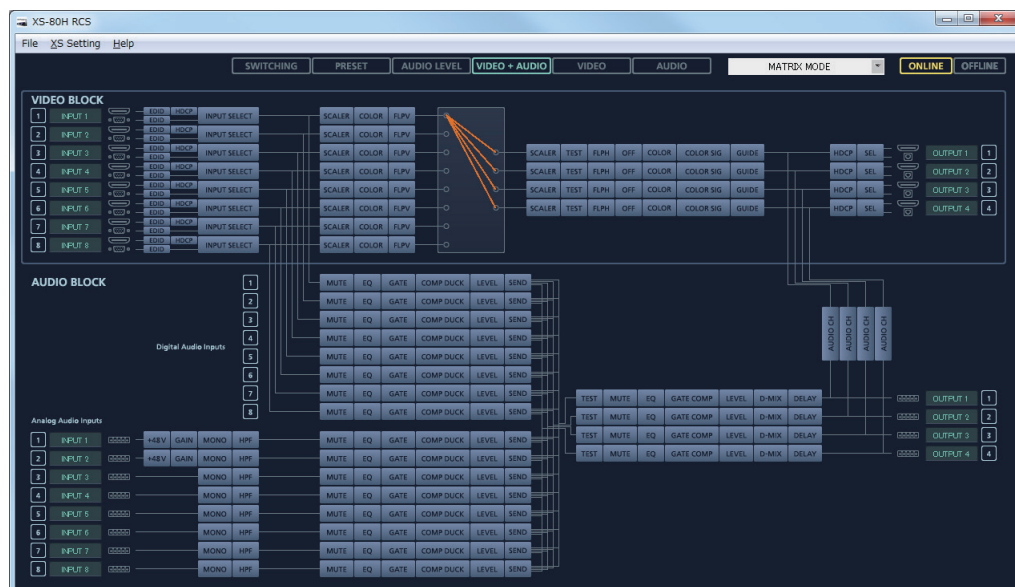 XS-80H RCS
File XS Setting Help
SWITCHING PRESET AUDIO LEVEL VIDEO + AUDIO VIDEO AUDIO MATRIX MODE ONLINE OFFLINE
VIDEO BLOCK
1 INPUT 1 EDID HDCP EDID INPUT SELECT SCALER COLOR FLPV
2 INPUT 2 EDID HDCP EDID INPUT SELECT SCALER COLOR FLPV
3 INPUT 3 EDID HDCP EDID INPUT SELECT SCALER COLOR FLPV SCALER TEST FLPH OFF COLOR COLOR SIG GUIDE HDCP SEL OUTPUT 1 1
4 INPUT 4 EDID HDCP EDID INPUT SELECT SCALER COLOR FLPV SCALER TEST FLPH OFF COLOR COLOR SIG GUIDE HDCP SEL OUTPUT 2 2
5 INPUT 5 EDID HDCP EDID INPUT SELECT SCALER COLOR FLPV SCALER TEST FLPH OFF COLOR COLOR SIG GUIDE HDCP SEL OUTPUT 3 3
6 INPUT 6 EDID HDCP EDID INPUT SELECT SCALER COLOR FLPV SCALER TEST FLPH OFF COLOR COLOR SIG GUIDE HDCP SEL OUTPUT 4 4
7 INPUT 7 EDID HDCP EDID INPUT SELECT SCALER COLOR FLPV
8 INPUT 8 EDID HDCP EDID INPUT SELECT SCALER COLOR FLPV
AUDIO BLOCK
1 MUTE EQ GATE COMP DUCK LEVEL SEND
2 MUTE EQ GATE COMP DUCK LEVEL SEND
3 MUTE EQ GATE COMP DUCK LEVEL SEND
Digital Audio Inputs
4 MUTE EQ GATE COMP DUCK LEVEL SEND
5 MUTE EQ GATE COMP DUCK LEVEL SEND
6 MUTE EQ GATE COMP DUCK LEVEL SEND
7 MUTE EQ GATE COMP DUCK LEVEL SEND
8 MUTE EQ GATE COMP DUCK LEVEL SEND
AUDIO CH AUDIO CH AUDIO CH AUDIO CH
TEST MUTE EQ GATE COMP LEVEL D-MIX DELAY OUTPUT 1 1
TEST MUTE EQ GATE COMP LEVEL D-MIX DELAY OUTPUT 2 2
TEST MUTE EQ GATE COMP LEVEL D-MIX DELAY OUTPUT 3 3
TEST MUTE EQ GATE COMP LEVEL D-MIX DELAY OUTPUT 4 4
Analog Audio Inputs
1 INPUT 1 +48V GAIN MONO HPF MUTE EQ GATE COMP DUCK LEVEL SEND
2 INPUT 2 +48V GAIN MONO HPF MUTE EQ GATE COMP DUCK LEVEL SEND
3 INPUT 3 MONO HPF MUTE EQ GATE COMP DUCK LEVEL SEND
4 INPUT 4 MONO HPF MUTE EQ GATE COMP DUCK LEVEL SEND
5 INPUT 5 MONO HPF MUTE EQ GATE COMP DUCK LEVEL SEND
6 INPUT 6 MONO HPF MUTE EQ GATE COMP DUCK LEVEL SEND
7 INPUT 7 MONO HPF MUTE EQ GATE COMP DUCK LEVEL SEND
8 INPUT 8 MONO HPF MUTE EQ GATE COMP DUCK LEVEL SEND